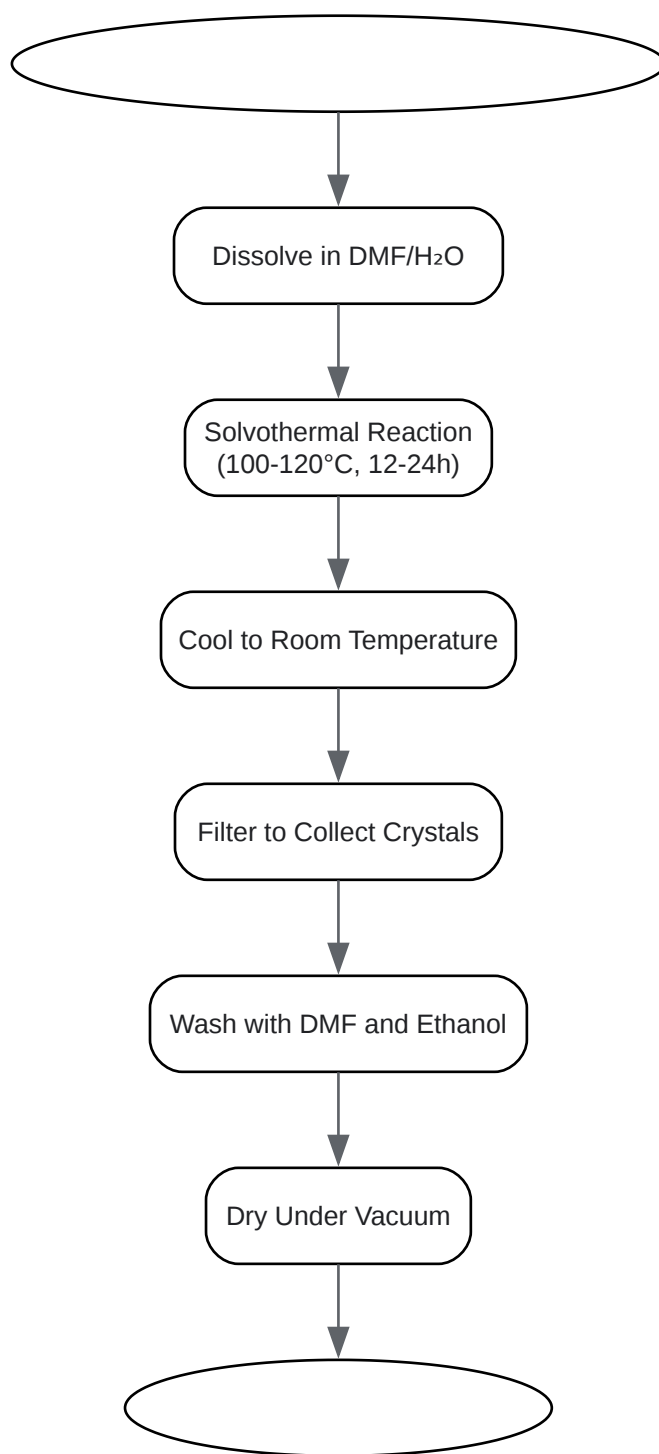 Dissolve in DMF/H₂O
Solvothermal Reaction
(100-120°C, 12-24h)
Cool to Room Temperature
Filter to Collect Crystals
Wash with DMF and Ethanol
Dry Under Vacuum